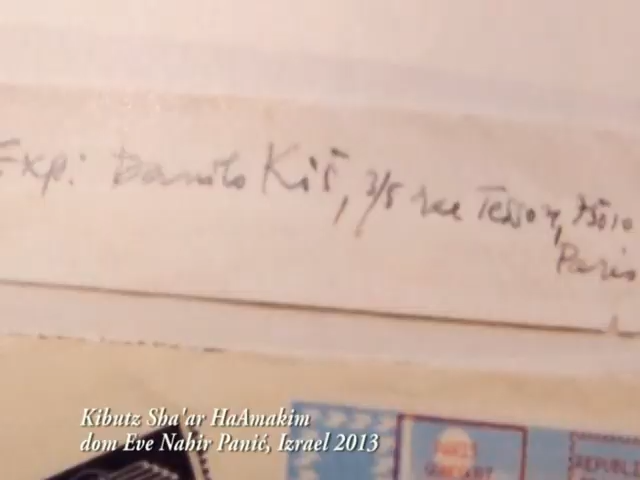 Exp: Danilo Kiš, 3/5 rue Tesson, 75010
Paris
Kibutz Sha'ar HaAmakim
dom Eve Nahir Panić, Izrael 2013
PARIS